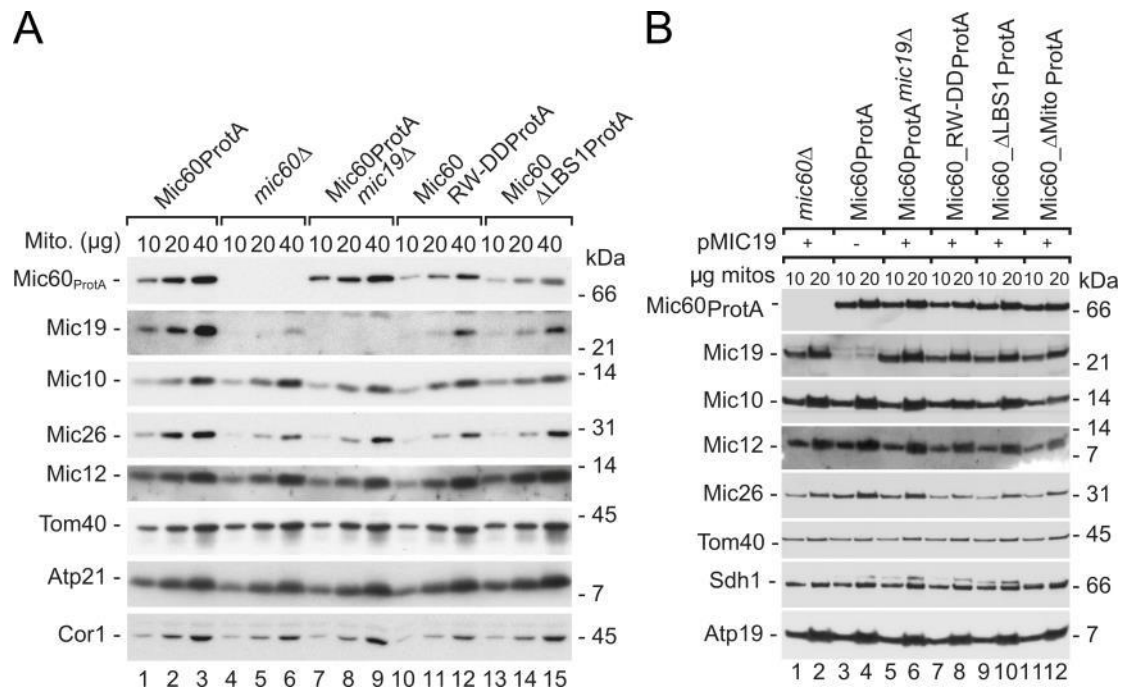 A
Mic60ProtA
mic60Δ
Mic60ProtA
mic19Δ
Mic60
RW-DDProtA
Mic60
ΔLBS1ProtA
Mito. (µg) 10 20 40 10 20 40 10 20 40 10 20 40 10 20 40
kDa
Mic60ProtA - - 66
Mic19 - - 21
Mic10 - - 14
Mic26 - - 31
Mic12 - - 14
Tom40 - - 45
Atp21 - - 7
Cor1 - - 45
1 2 3 4 5 6 7 8 9 10 11 12 13 14 15
B
mic60Δ
Mic60ProtA
Mic60ProtAmic19Δ
Mic60_RW-DDProtA
Mic60_ΔLBS1ProtA
Mic60_ΔMitoProtA
pMIC19 + - + + + +
µg mitos 10 20 10 20 10 20 10 20 10 20 10 20 kDa
Mic60ProtA - - 66
Mic19 - - 21
Mic10 - - 14
- 14
Mic12 - - 7
Mic26 - - 31
Tom40 - - 45
Sdh1 - - 66
Atp19 - - 7
1 2 3 4 5 6 7 8 9 10 11 12